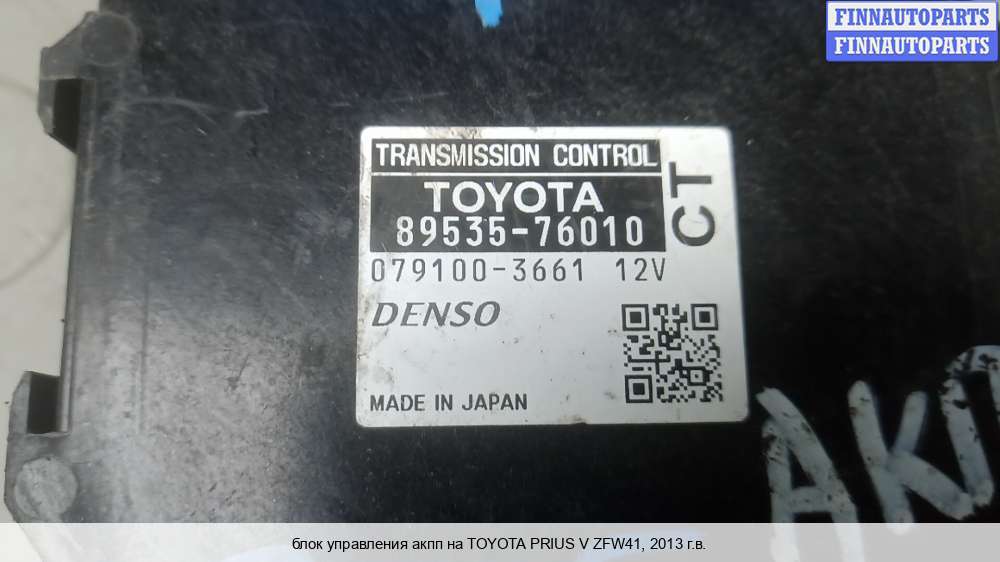 FINNAUTOPARTS
FINNAUTOPARTS
TRANSMISSION CONTROL
TOYOTA
89535-76010
CT
079100-3661 12V
DENSO
MADE IN JAPAN
блок управления акпп на TOYOTA PRIUS V ZFW41, 2013 г.в.